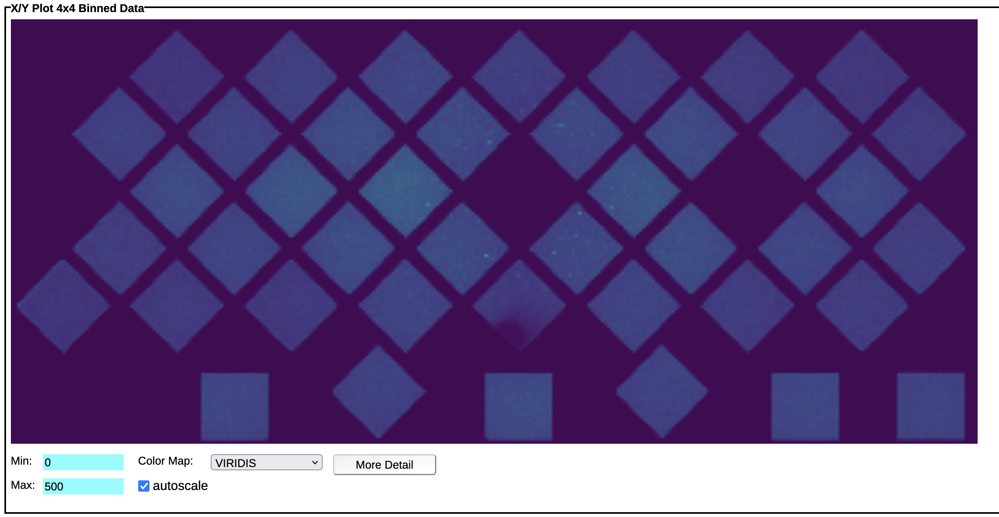 X/Y Plot 4x4 Binned Data
Min: 0 Color Map: VIRIDIS More Detail
Max: 500 autoscale